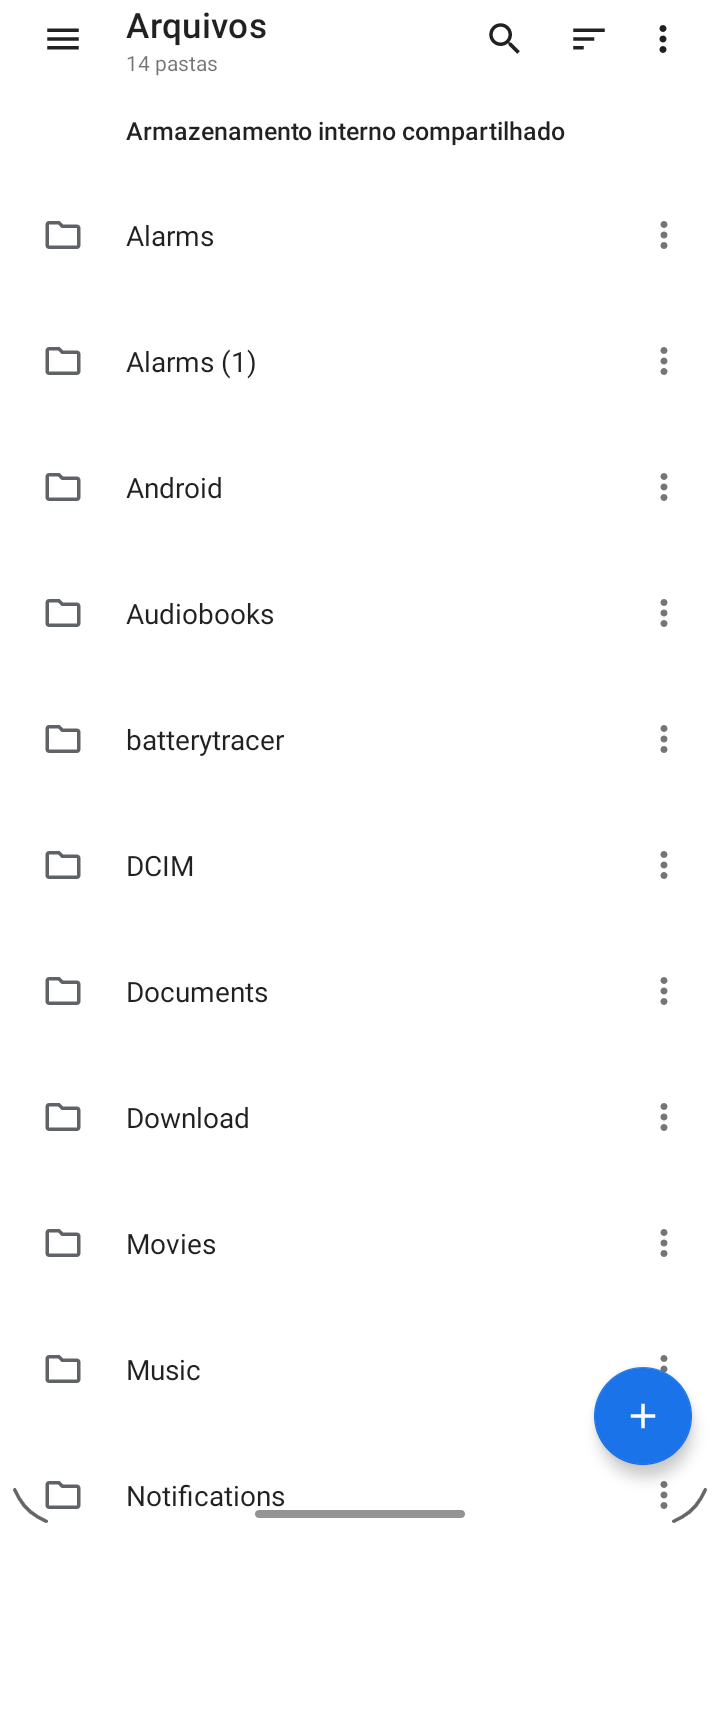 Arquivos
14 pastas
Armazenamento interno compartilhado
Alarms
Alarms (1)
Android
Audiobooks
batterytracer
DCIM
Documents
Download
Movies
Music
Notifications